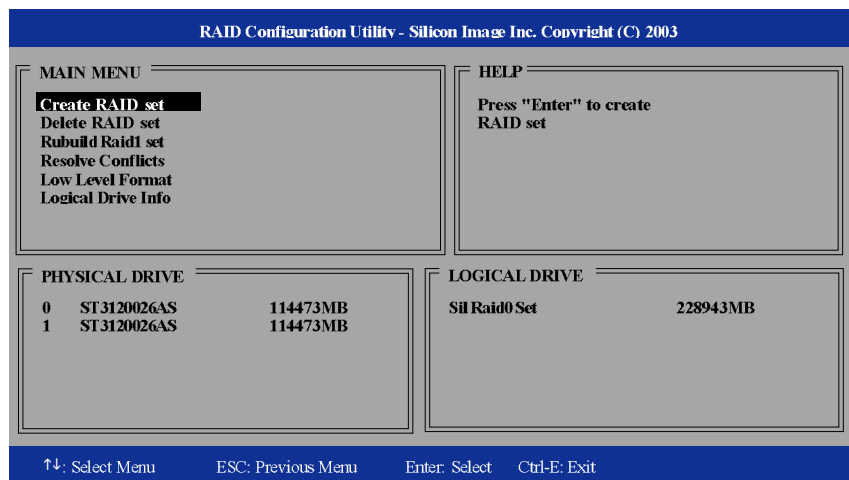 RAID Configuration Utility - Silicon Image Inc. Copyright (C) 2003
MAIN MENU
Create RAID set
Delete RAID set
Rubuild Raid1 set
Resolve Conflicts
Low Level Format
Logical Drive Info
HELP
Press "Enter" to create
RAID set
PHYSICAL DRIVE
0 ST3120026AS 114473MB
1 ST3120026AS 114473MB
LOGICAL DRIVE
Sil Raid0 Set 228943MB
↑↓: Select Menu ESC: Previous Menu Enter: Select Ctrl-E: Exit